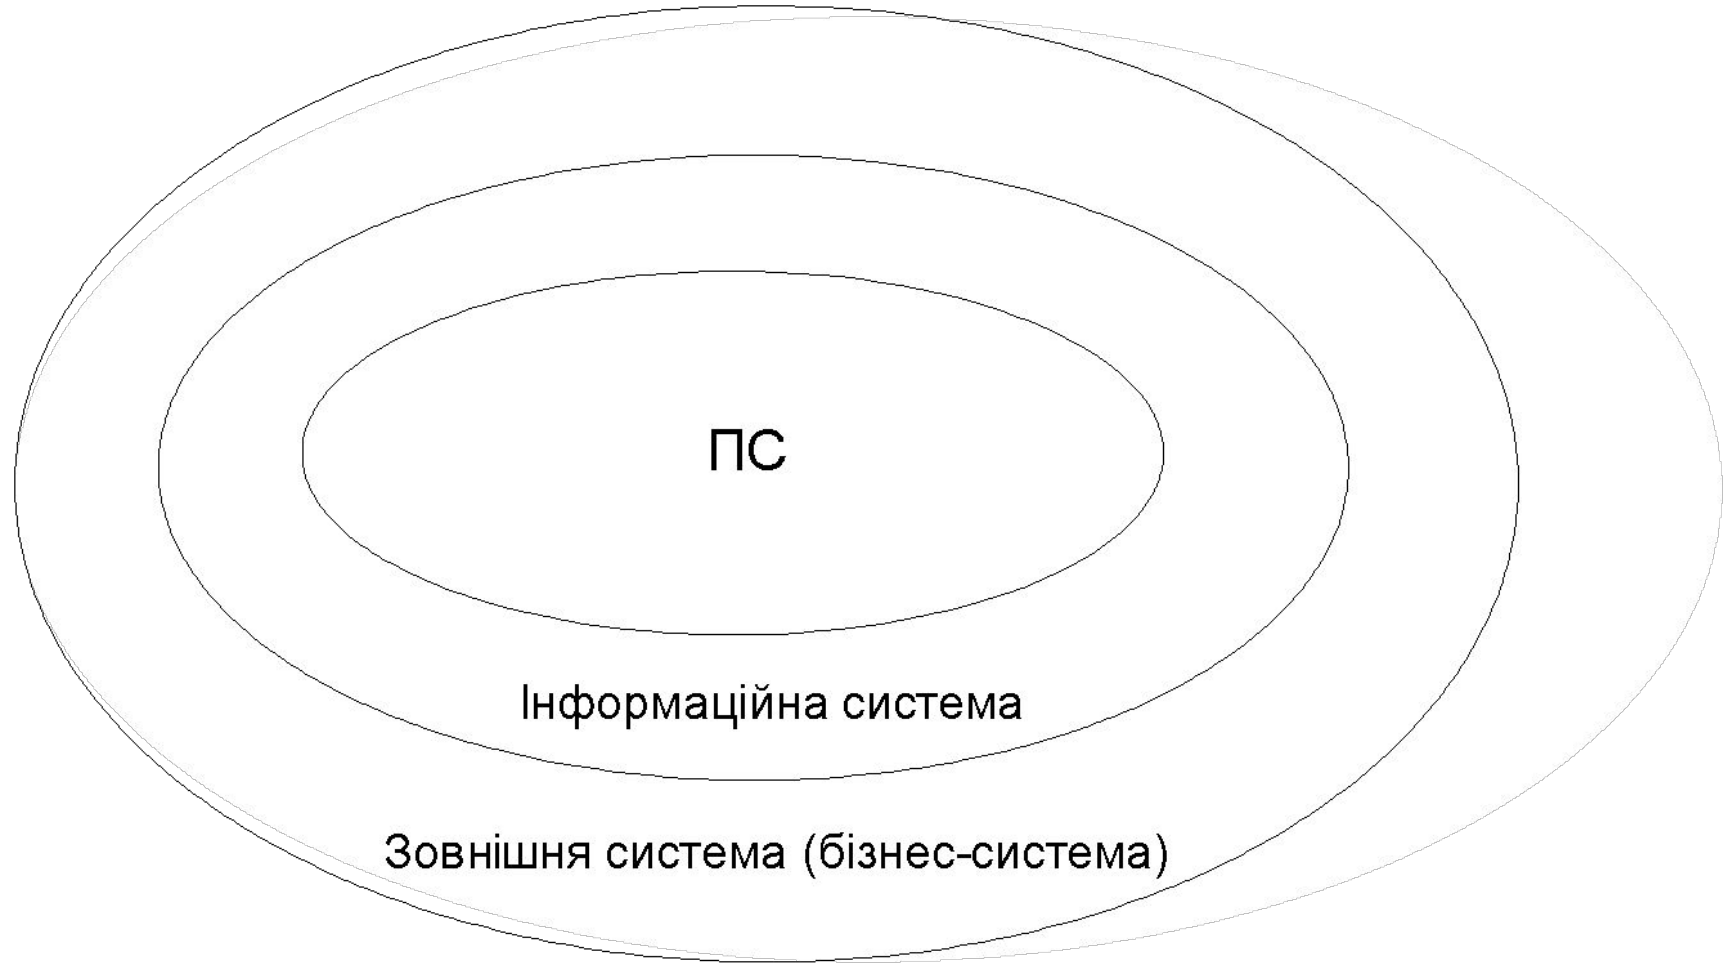 ПС
Інформаційна система
Зовнішня система (бізнес-система)